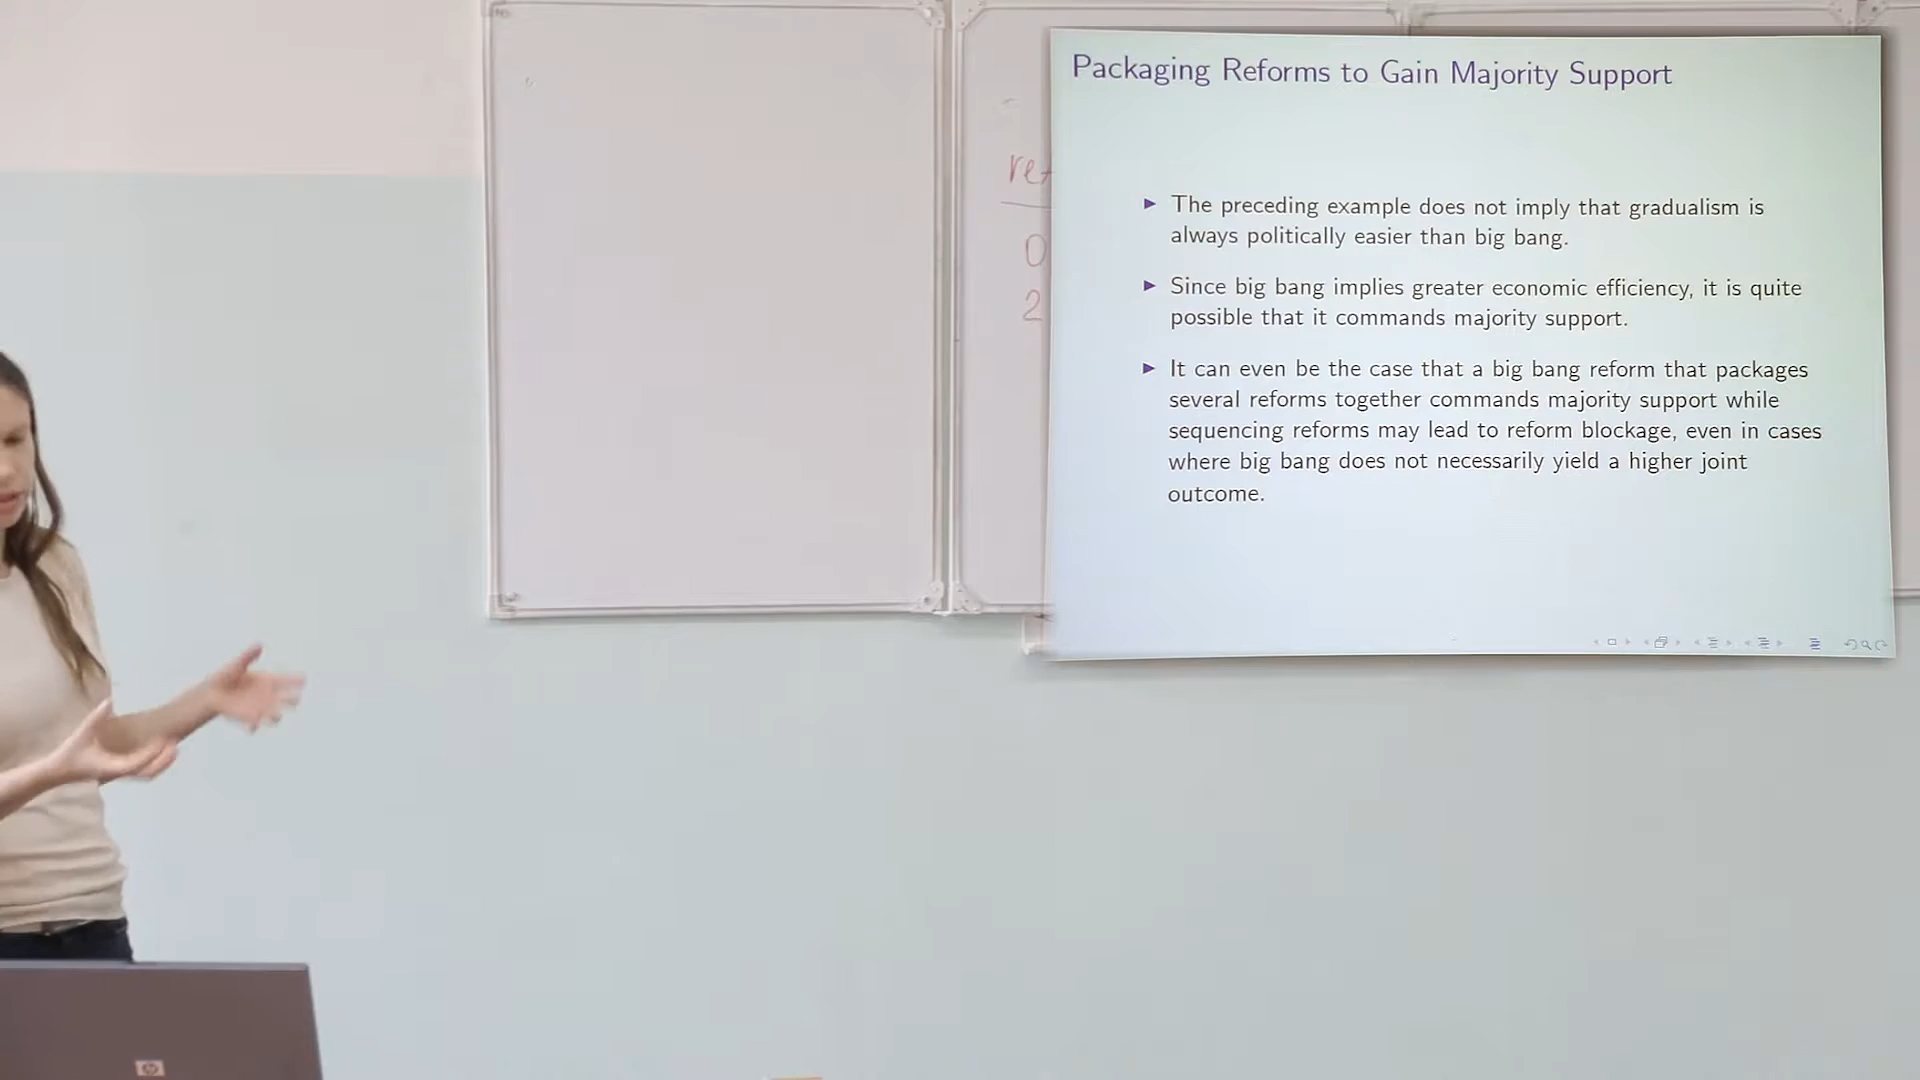 Packaging Reforms to Gain Majority Support
The preceding example does not imply that gradualism is
always politically easier than big bang.
Since big bang implies greater economic efficiency, it is quite
possible that it commands majority support.
It can even be the case that a big bang reform that packages
several reforms together commands majority support while
sequencing reforms may lead to reform blockage, even in cases
where big bang does not necessarily yield a higher joint
outcome.
0
2
hp